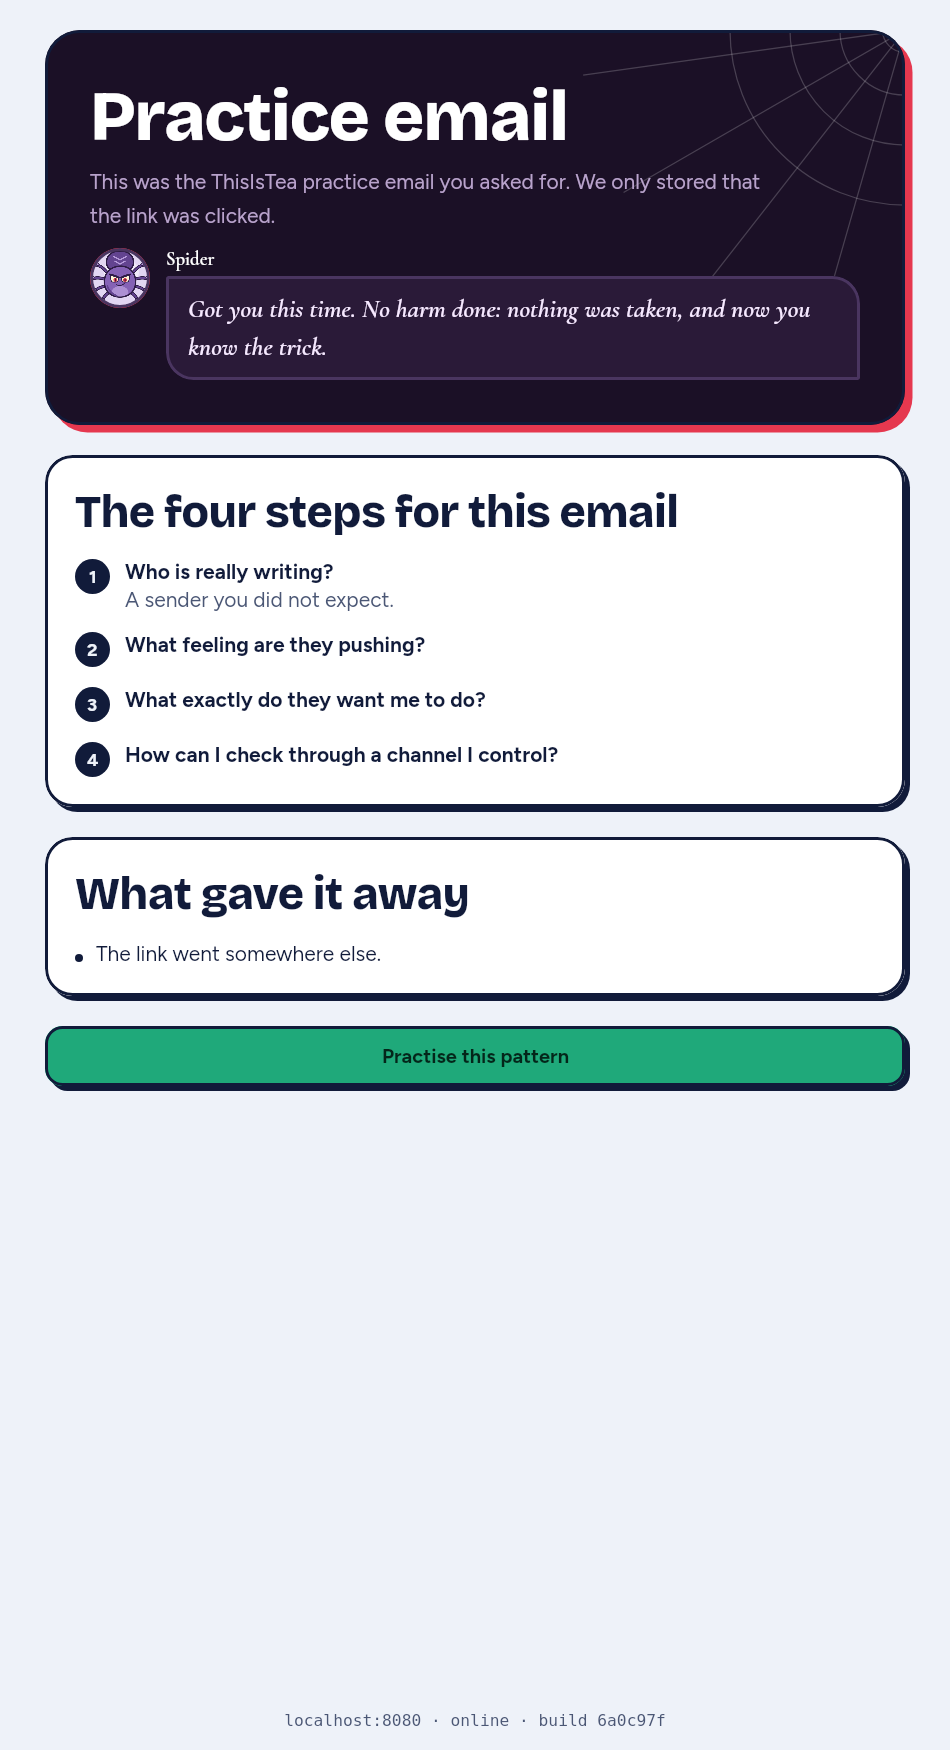 Practice email
This was the ThisIsTea practice email you asked for. We only stored that
the link was clicked.
Spider
Got you this time. No harm done: nothing was taken, and now you
know the trick.
The four steps for this email
1 Who is really writing?
A sender you did not expect.
2 What feeling are they pushing?
3 What exactly do they want me to do?
4 How can I check through a channel I control?
What gave it away
• The link went somewhere else.
Practise this pattern
localhost:8080 · online · build 6a0c97f